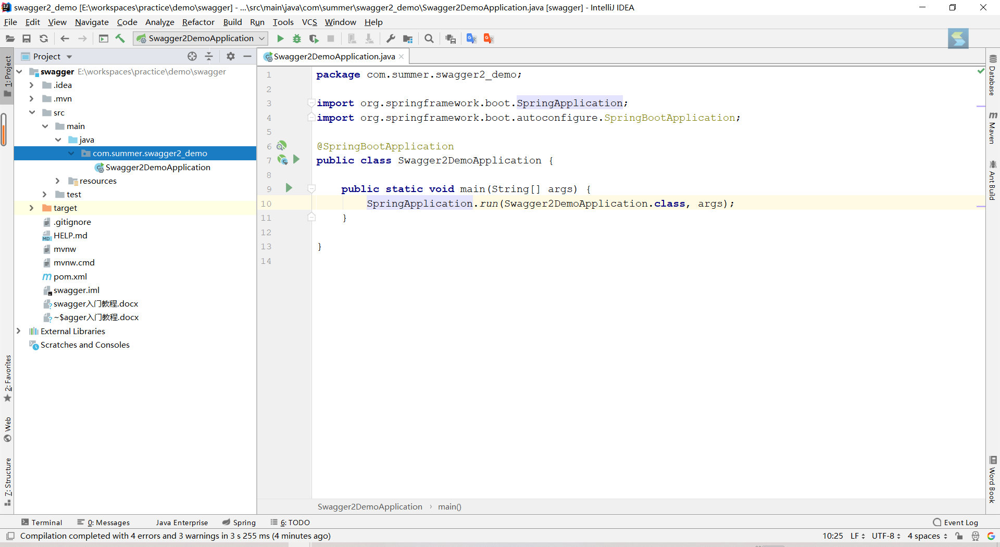 swagger2_demo [E:\workspaces\practice\demo\swagger] - ...\src\main\java\com\summer\swagger2_demo\Swagger2DemoApplication.java [swagger] - IntelliJ IDEA
File Edit View Navigate Code Analyze Refactor Build Run Tools VCS Window Help
Swagger2DemoApplication
Project
Swagger2DemoApplication.java
1: Project
2: Favorites
Web
7: Structure
swagger E:\workspaces\practice\demo\swagger
.idea
.mvn
src
main
java
com.summer.swagger2_demo
Swagger2DemoApplication
resources
test
target
.gitignore
HELP.md
mvnw
mvnw.cmd
pom.xml
swagger.iml
swagger入门教程.docx
~$agger入门教程.docx
External Libraries
Scratches and Consoles
1 package com.summer.swagger2_demo;
2
3 import org.springframework.boot.SpringApplication;
4 import org.springframework.boot.autoconfigure.SpringBootApplication;
5
6 @SpringBootApplication
7 public class Swagger2DemoApplication {
8
9 public static void main(String[] args) {
10 SpringApplication.run(Swagger2DemoApplication.class, args);
11 }
12
13 }
14
Database
Maven
Ant Build
Word Book
Swagger2DemoApplication › main()
Terminal 0: Messages Java Enterprise Spring 6: TODO Event Log
Compilation completed with 4 errors and 3 warnings in 3 s 255 ms (4 minutes ago) 10:25 LF UTF-8 4 spaces